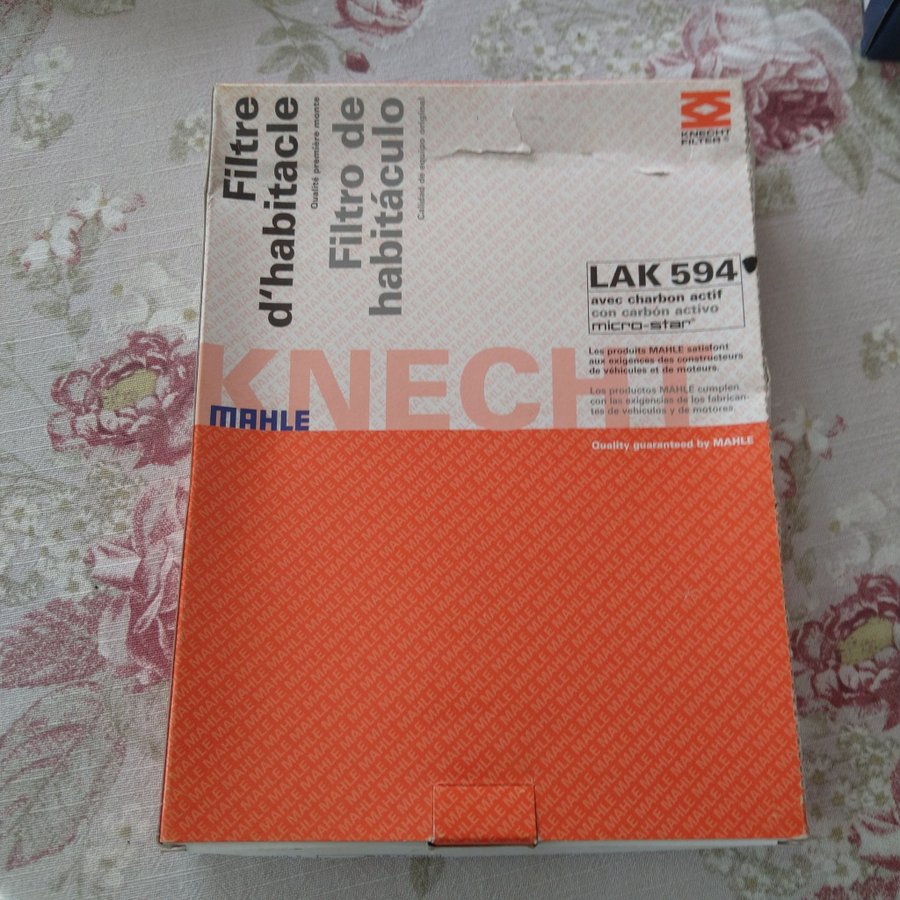 Filtre
d'habitacle
Qualité première monte
Filtro de
habitáculo
Calidad de equipo original
KNECHT
FILTER®
LAK 594
avec charbon actif
con carbón activo
micro-star®
Les produits MAHLE satisfont
aux exigences des constructeurs
de véhicules et de moteurs.
Los productos MAHLE cumplen
con las exigencias de los fabrican-
tes de vehículos y de motores.
KNECHT
MAHLE
Quality guaranteed by MAHLE